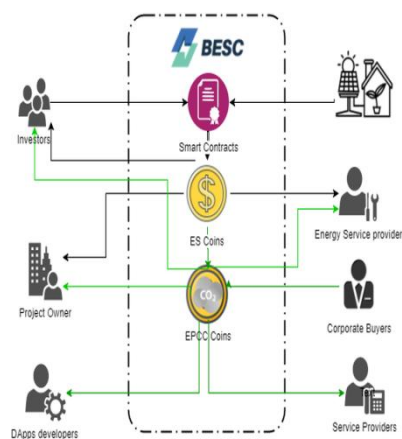 BESC
Investors
Smart Contracts
ES Coins
Energy Service provider
Project Owner
CO₂
EPCC Coins
Corporate Buyers
DApps developers
Service Providers